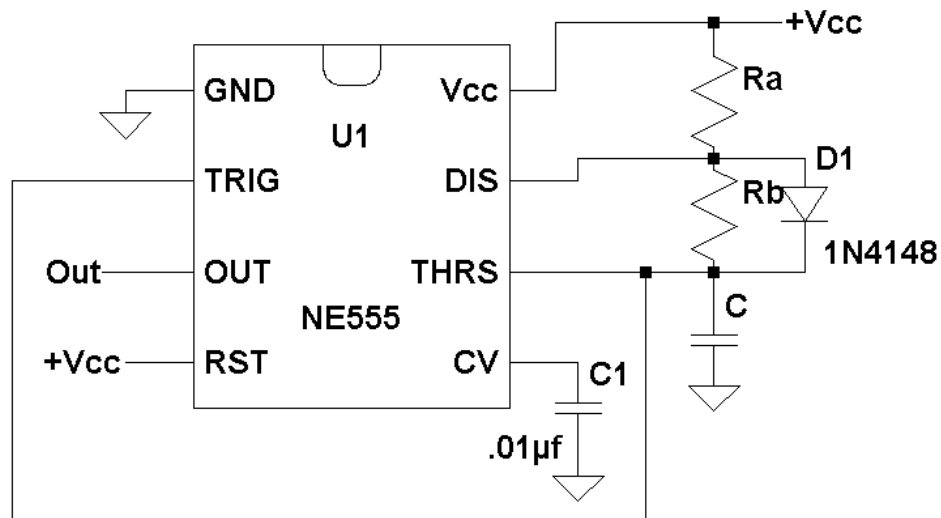 +Vcc
GND
Vcc
Ra
U1
D1
TRIG
DIS
Rb
1N4148
Out
OUT
THRS
C
NE555
+Vcc
RST
CV
C1
.01µf